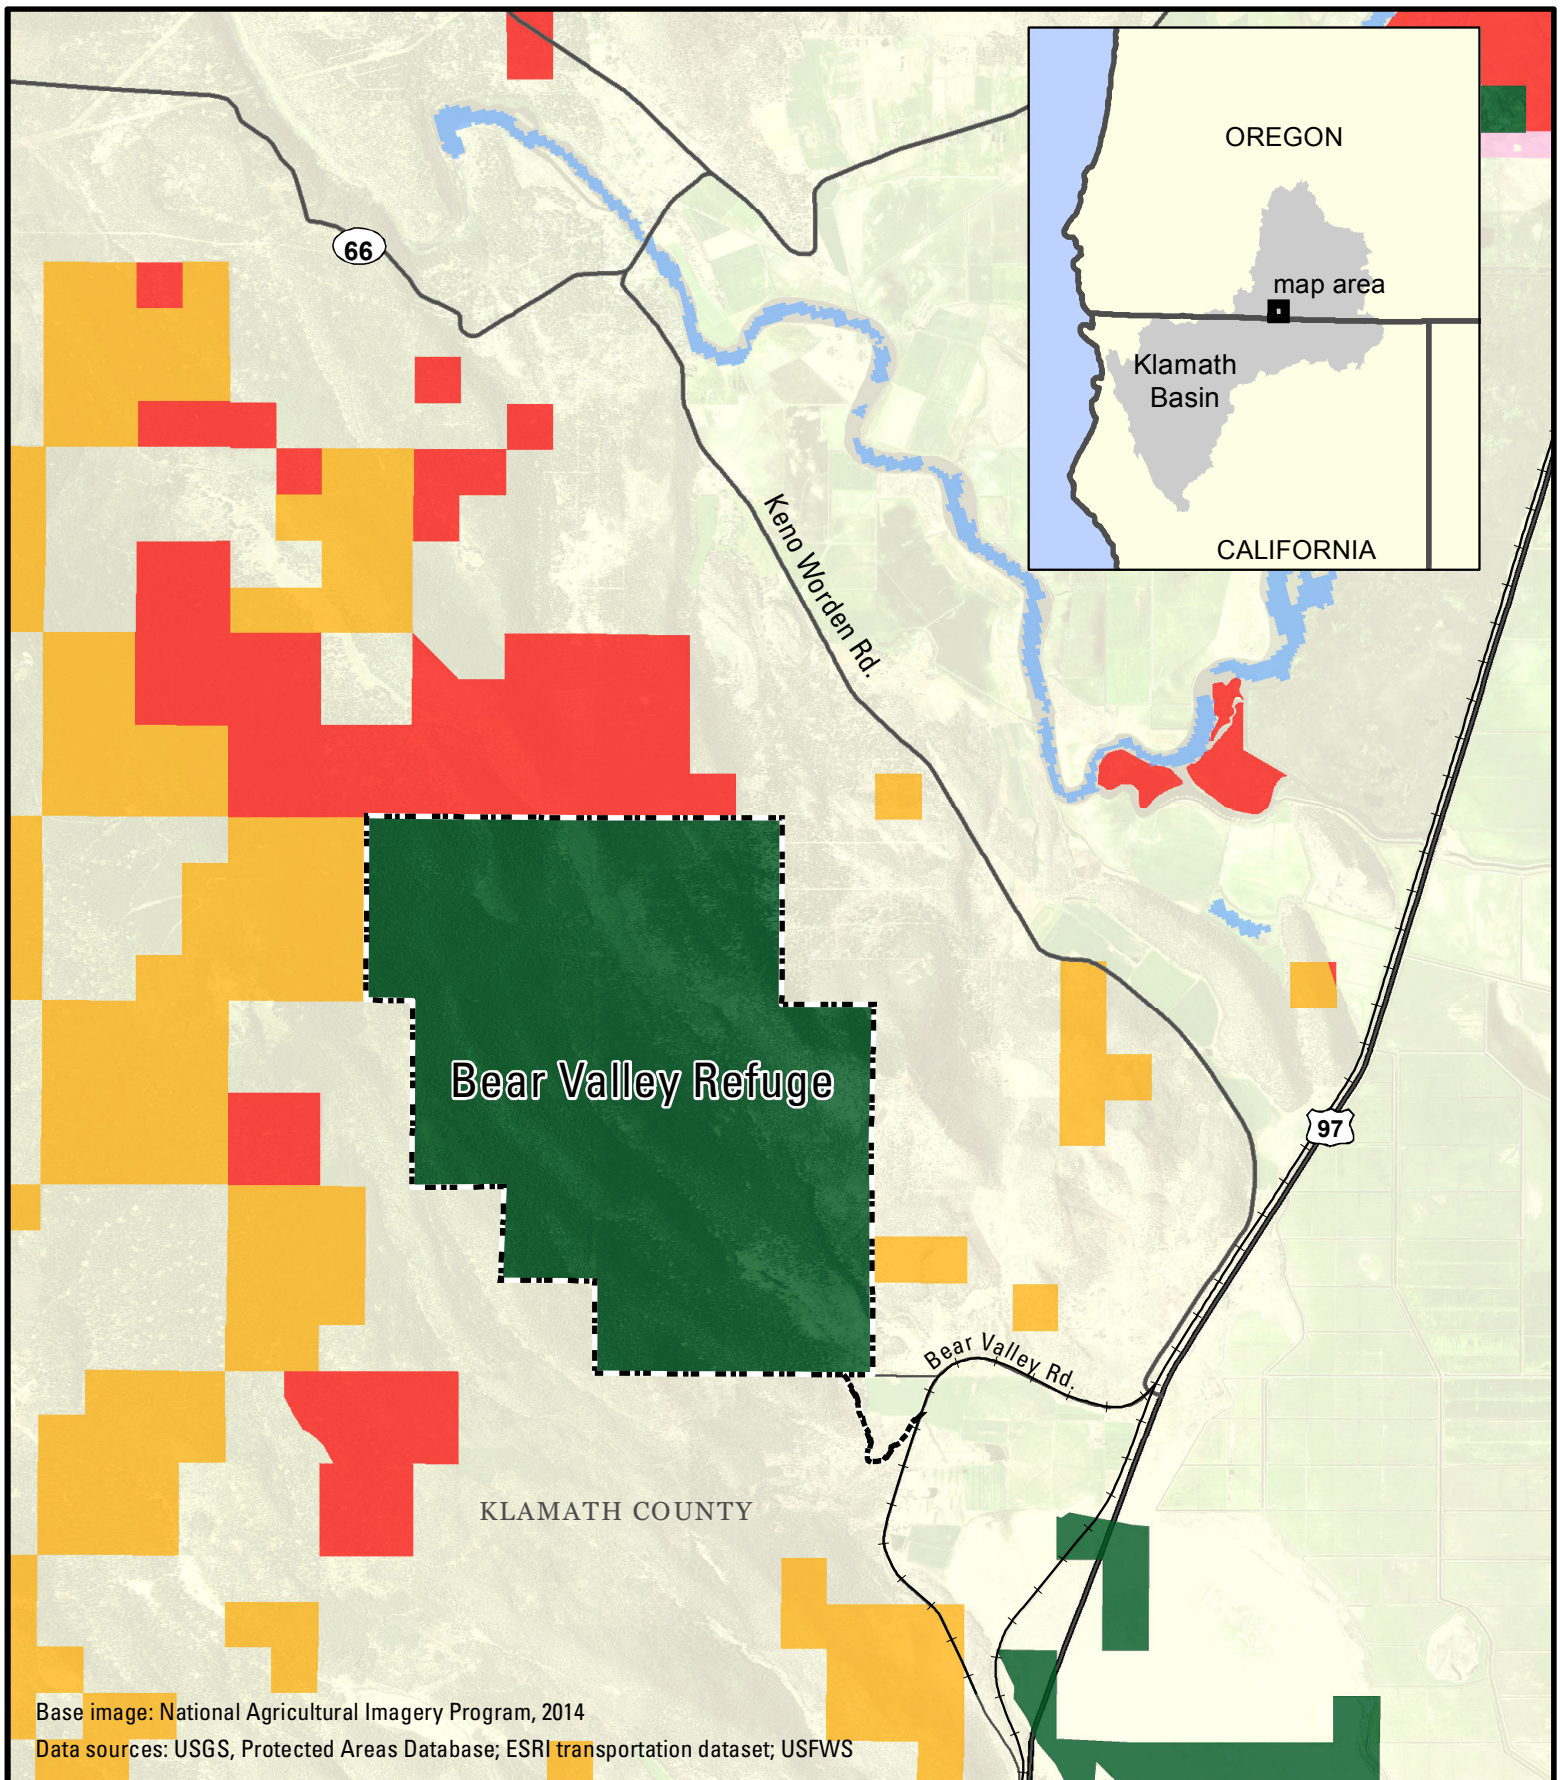 OREGON
map area
Klamath
Basin
CALIFORNIA
66
Keno Worden Rd.
Bear Valley Refuge
97
Bear Valley Rd.
KLAMATH COUNTY
Base image: National Agricultural Imagery Program, 2014
Data sources: USGS, Protected Areas Database; ESRI transportation dataset; USFWS